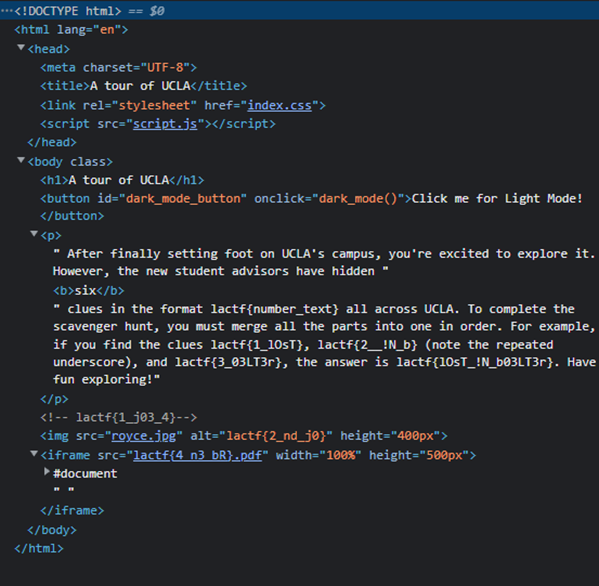 <!DOCTYPE html> == $0
<html lang="en">
<head>
<meta charset="UTF-8">
<title>A tour of UCLA</title>
<link rel="stylesheet" href="index.css">
<script src="script.js"></script>
</head>
<body class>
<h1>A tour of UCLA</h1>
<button id="dark_mode_button" onclick="dark_mode()">Click me for Light Mode!
</button>
<p>
" After finally setting foot on UCLA's campus, you're excited to explore it.
However, the new student advisors have hidden "
<b>six</b>
" clues in the format lactf{number_text} all across UCLA. To complete the
scavenger hunt, you must merge all the parts into one in order. For example,
if you find the clues lactf{1_lOsT}, lactf{2__!N_b} (note the repeated
underscore), and lactf{3_03LT3r}, the answer is lactf{lOsT_!N_b03LT3r}. Have
fun exploring!"
</p>
<!-- lactf{1_j03_4}-->
<img src="royce.jpg" alt="lactf{2_nd_j0}" height="400px">
<iframe src="lactf{4_n3_bR}.pdf" width="100%" height="500px">
#document
" "
</iframe>
</body>
</html>